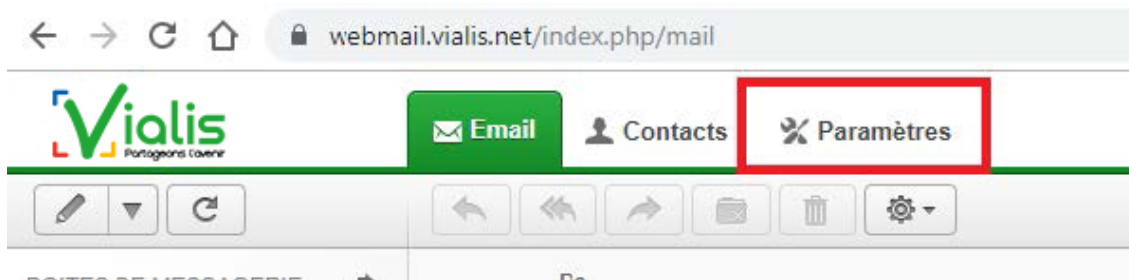 webmail.vialis.net/index.php/mail
Vialis
Partageons l'avenir
Email Contacts Paramètres
BOITES DE MESSAGERIE